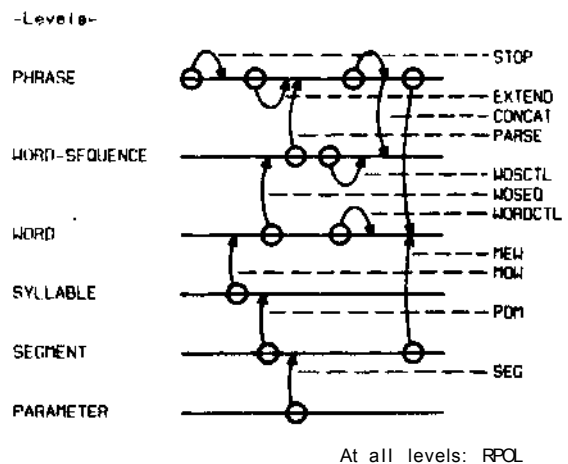 -Levels-
STOP
PHRASE
EXTEND
CONCAT
PARSE
WORD-SEQUENCE
WOSCTL
WOSEQ
WORDCTL
WORD
MEW
MOW
SYLLABLE
POM
SEGMENT
SEG
PARAMETER
At all levels: RPOL